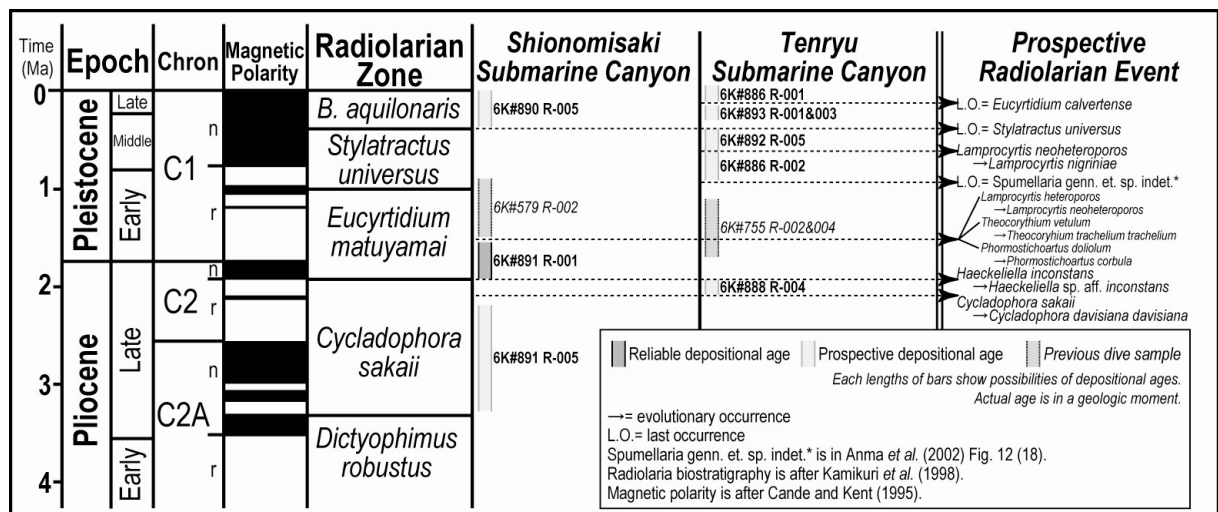 Time
(Ma)
Epoch
Chron
Magnetic
Polarity
Radiolarian
Zone
Shionomisaki
Submarine Canyon
Tenryu
Submarine Canyon
Prospective
Radiolarian Event
0
1
2
3
4
Pleistocene
Pliocene
Late
Middle
Early
Late
Early
C1
n
r
C2
n
r
C2A
n
r
B. aquilonaris
Stylatractus
universus
Eucyrtidium
matuyamai
Cycladophora
sakaii
Dictyophimus
robustus
6K#890 R-005
6K#579 R-002
6K#891 R-001
6K#891 R-005
6K#886 R-001
6K#893 R-001&003
6K#892 R-005
6K#886 R-002
6K#755 R-002&004
6K#888 R-004
L.O.= Eucyrtidium calvertense
L.O.= Stylatractus universus
Lamprocyrtis neoheteroporos
→Lamprocyrtis nigriniae
L.O.= Spumellaria genn. et. sp. indet.*
Lamprocyrtis heteroporos
→Lamprocyrtis neoheteroporos
Theocorythium vetulum
→Theocoryhium trachelium trachelium
Phormostichoartus doliolum
→Phormostichoartus corbula
Haeckeliella inconstans
→Haeckeliella sp. aff. inconstans
Cycladophora sakaii
→Cycladophora davisiana davisiana
Reliable depositional age
Prospective depositional age
Previous dive sample
Each lengths of bars show possibilities of depositional ages.
Actual age is in a geologic moment.
→= evolutionary occurrence
L.O.= last occurrence
Spumellaria genn. et. sp. indet.* is in Anma et al. (2002) Fig. 12 (18).
Radiolaria biostratigraphy is after Kamikuri et al. (1998).
Magnetic polarity is after Cande and Kent (1995).